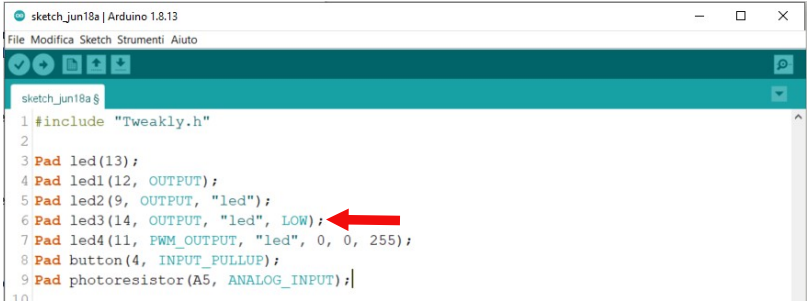 sketch_jun18a | Arduino 1.8.13
File Modifica Sketch Strumenti Aiuto
sketch_jun18a §
1 #include "Tweakly.h"
2
3 Pad led(13);
4 Pad led1(12, OUTPUT);
5 Pad led2(9, OUTPUT, "led");
6 Pad led3(14, OUTPUT, "led", LOW);
7 Pad led4(11, PWM_OUTPUT, "led", 0, 0, 255);
8 Pad button(4, INPUT_PULLUP);
9 Pad photoresistor(A5, ANALOG_INPUT);
10